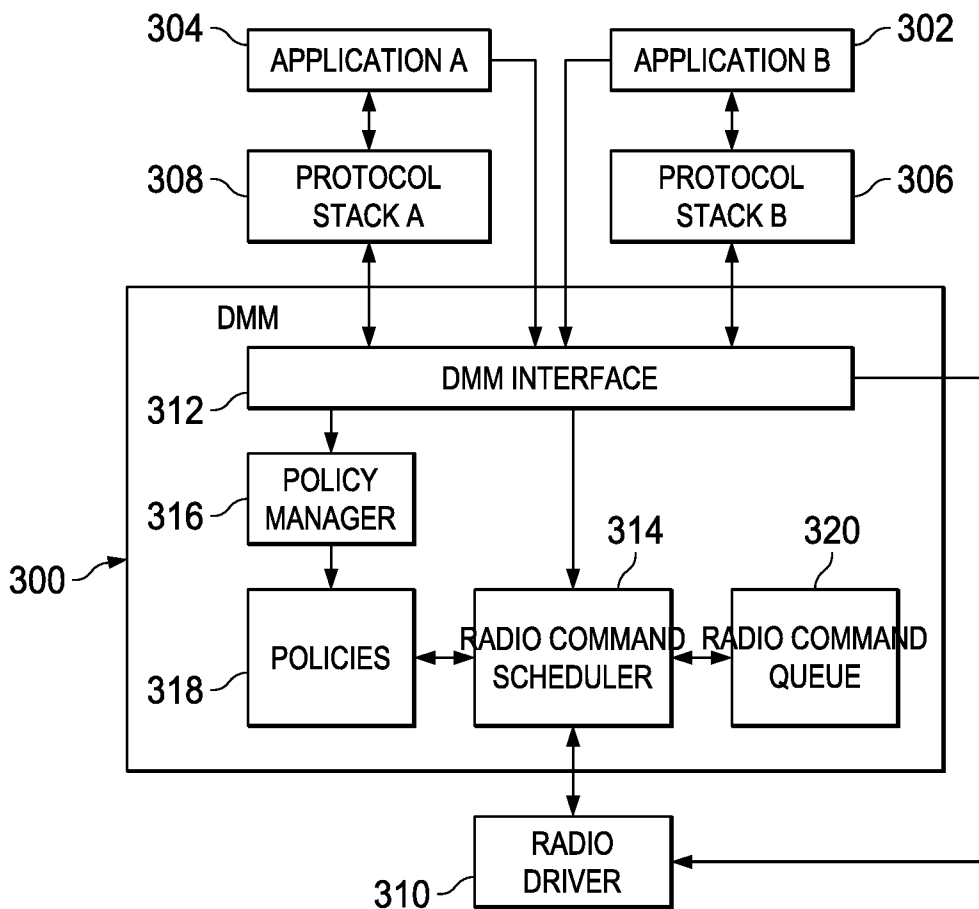 304
APPLICATION A
APPLICATION B
302
308
PROTOCOL
STACK A
PROTOCOL
STACK B
306
DMM
DMM INTERFACE
312
POLICY
MANAGER
316
314
320
300
POLICIES
318
RADIO COMMAND
SCHEDULER
RADIO COMMAND
QUEUE
RADIO
DRIVER
310